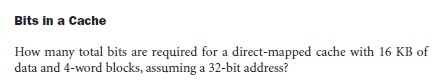 Bits in a Cache
How many total bits are required for a direct-mapped cache with 16 KB of
data and 4-word blocks, assuming a 32-bit address?